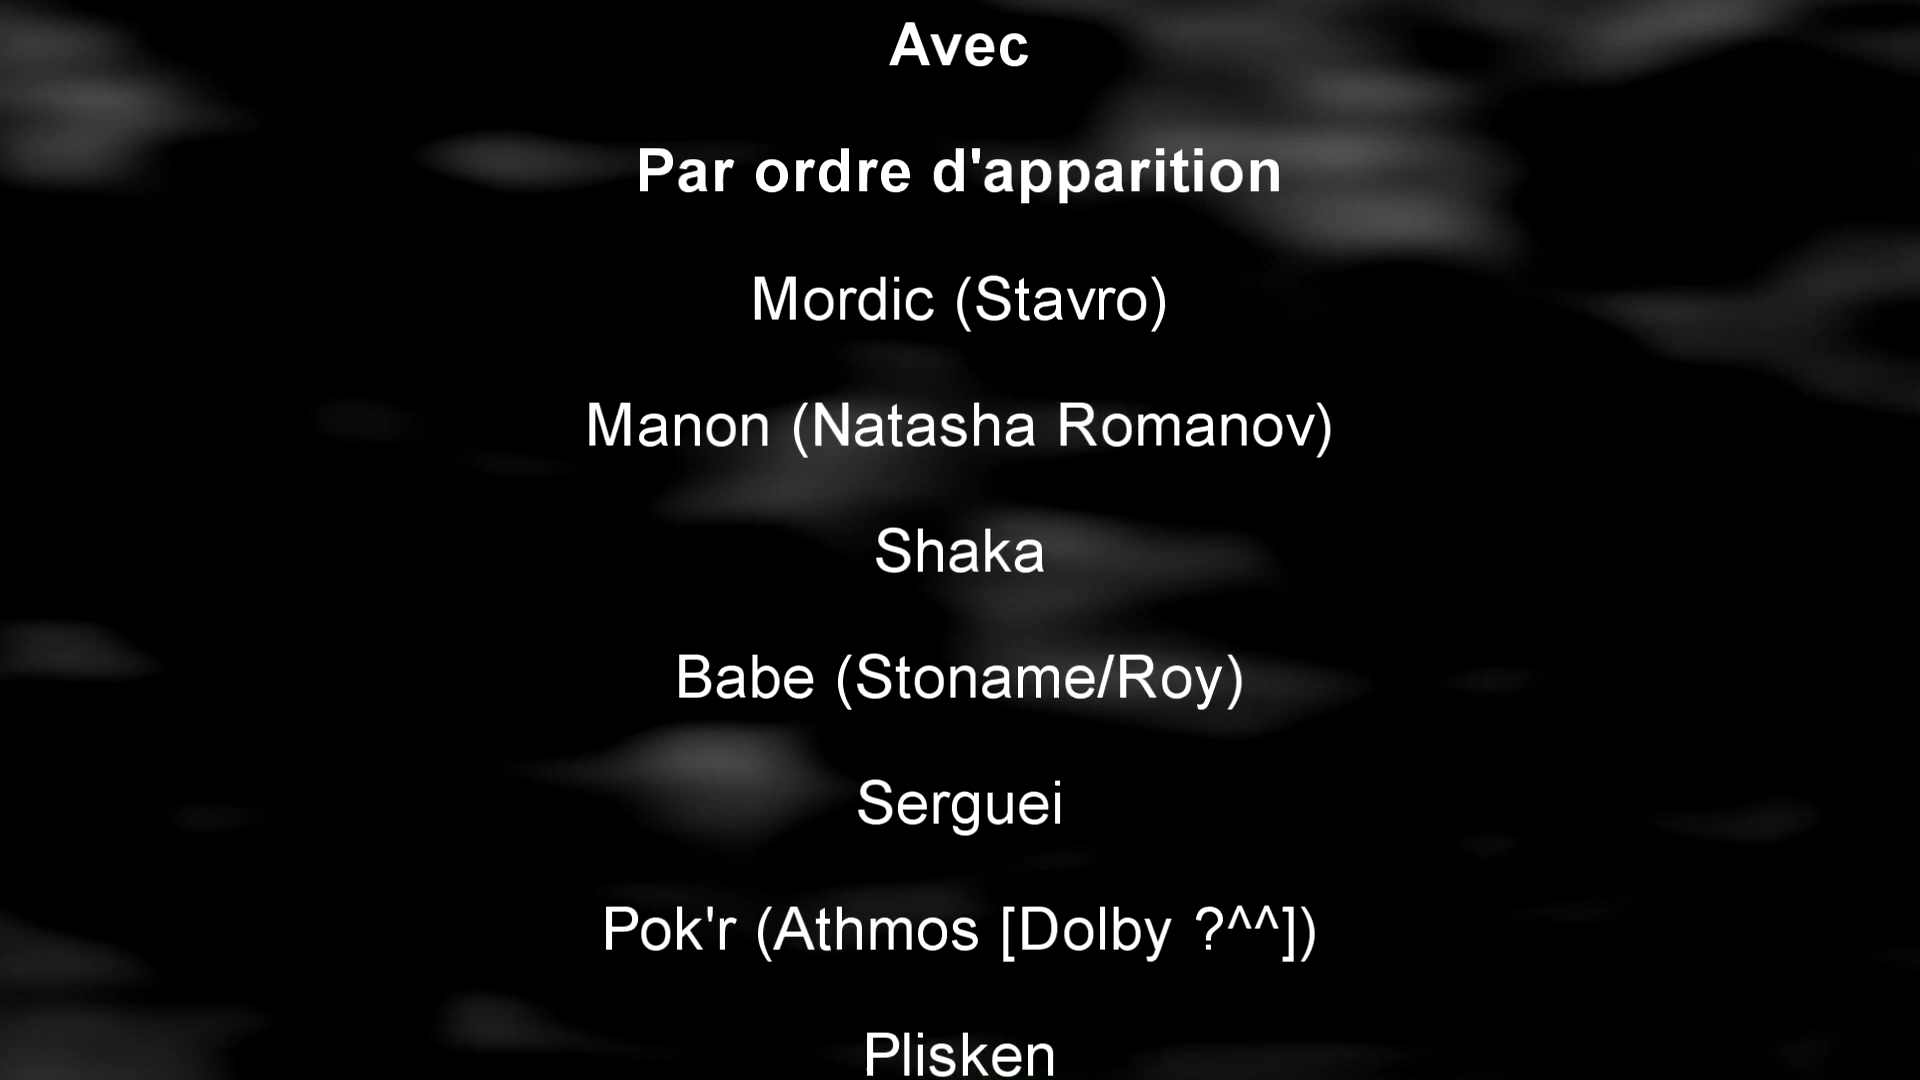 Avec
Par ordre d'apparition
Mordic (Stavro)
Manon (Natasha Romanov)
Shaka
Babe (Stoname/Roy)
Serguei
Pok'r (Athmos [Dolby ?^^])
Plisken